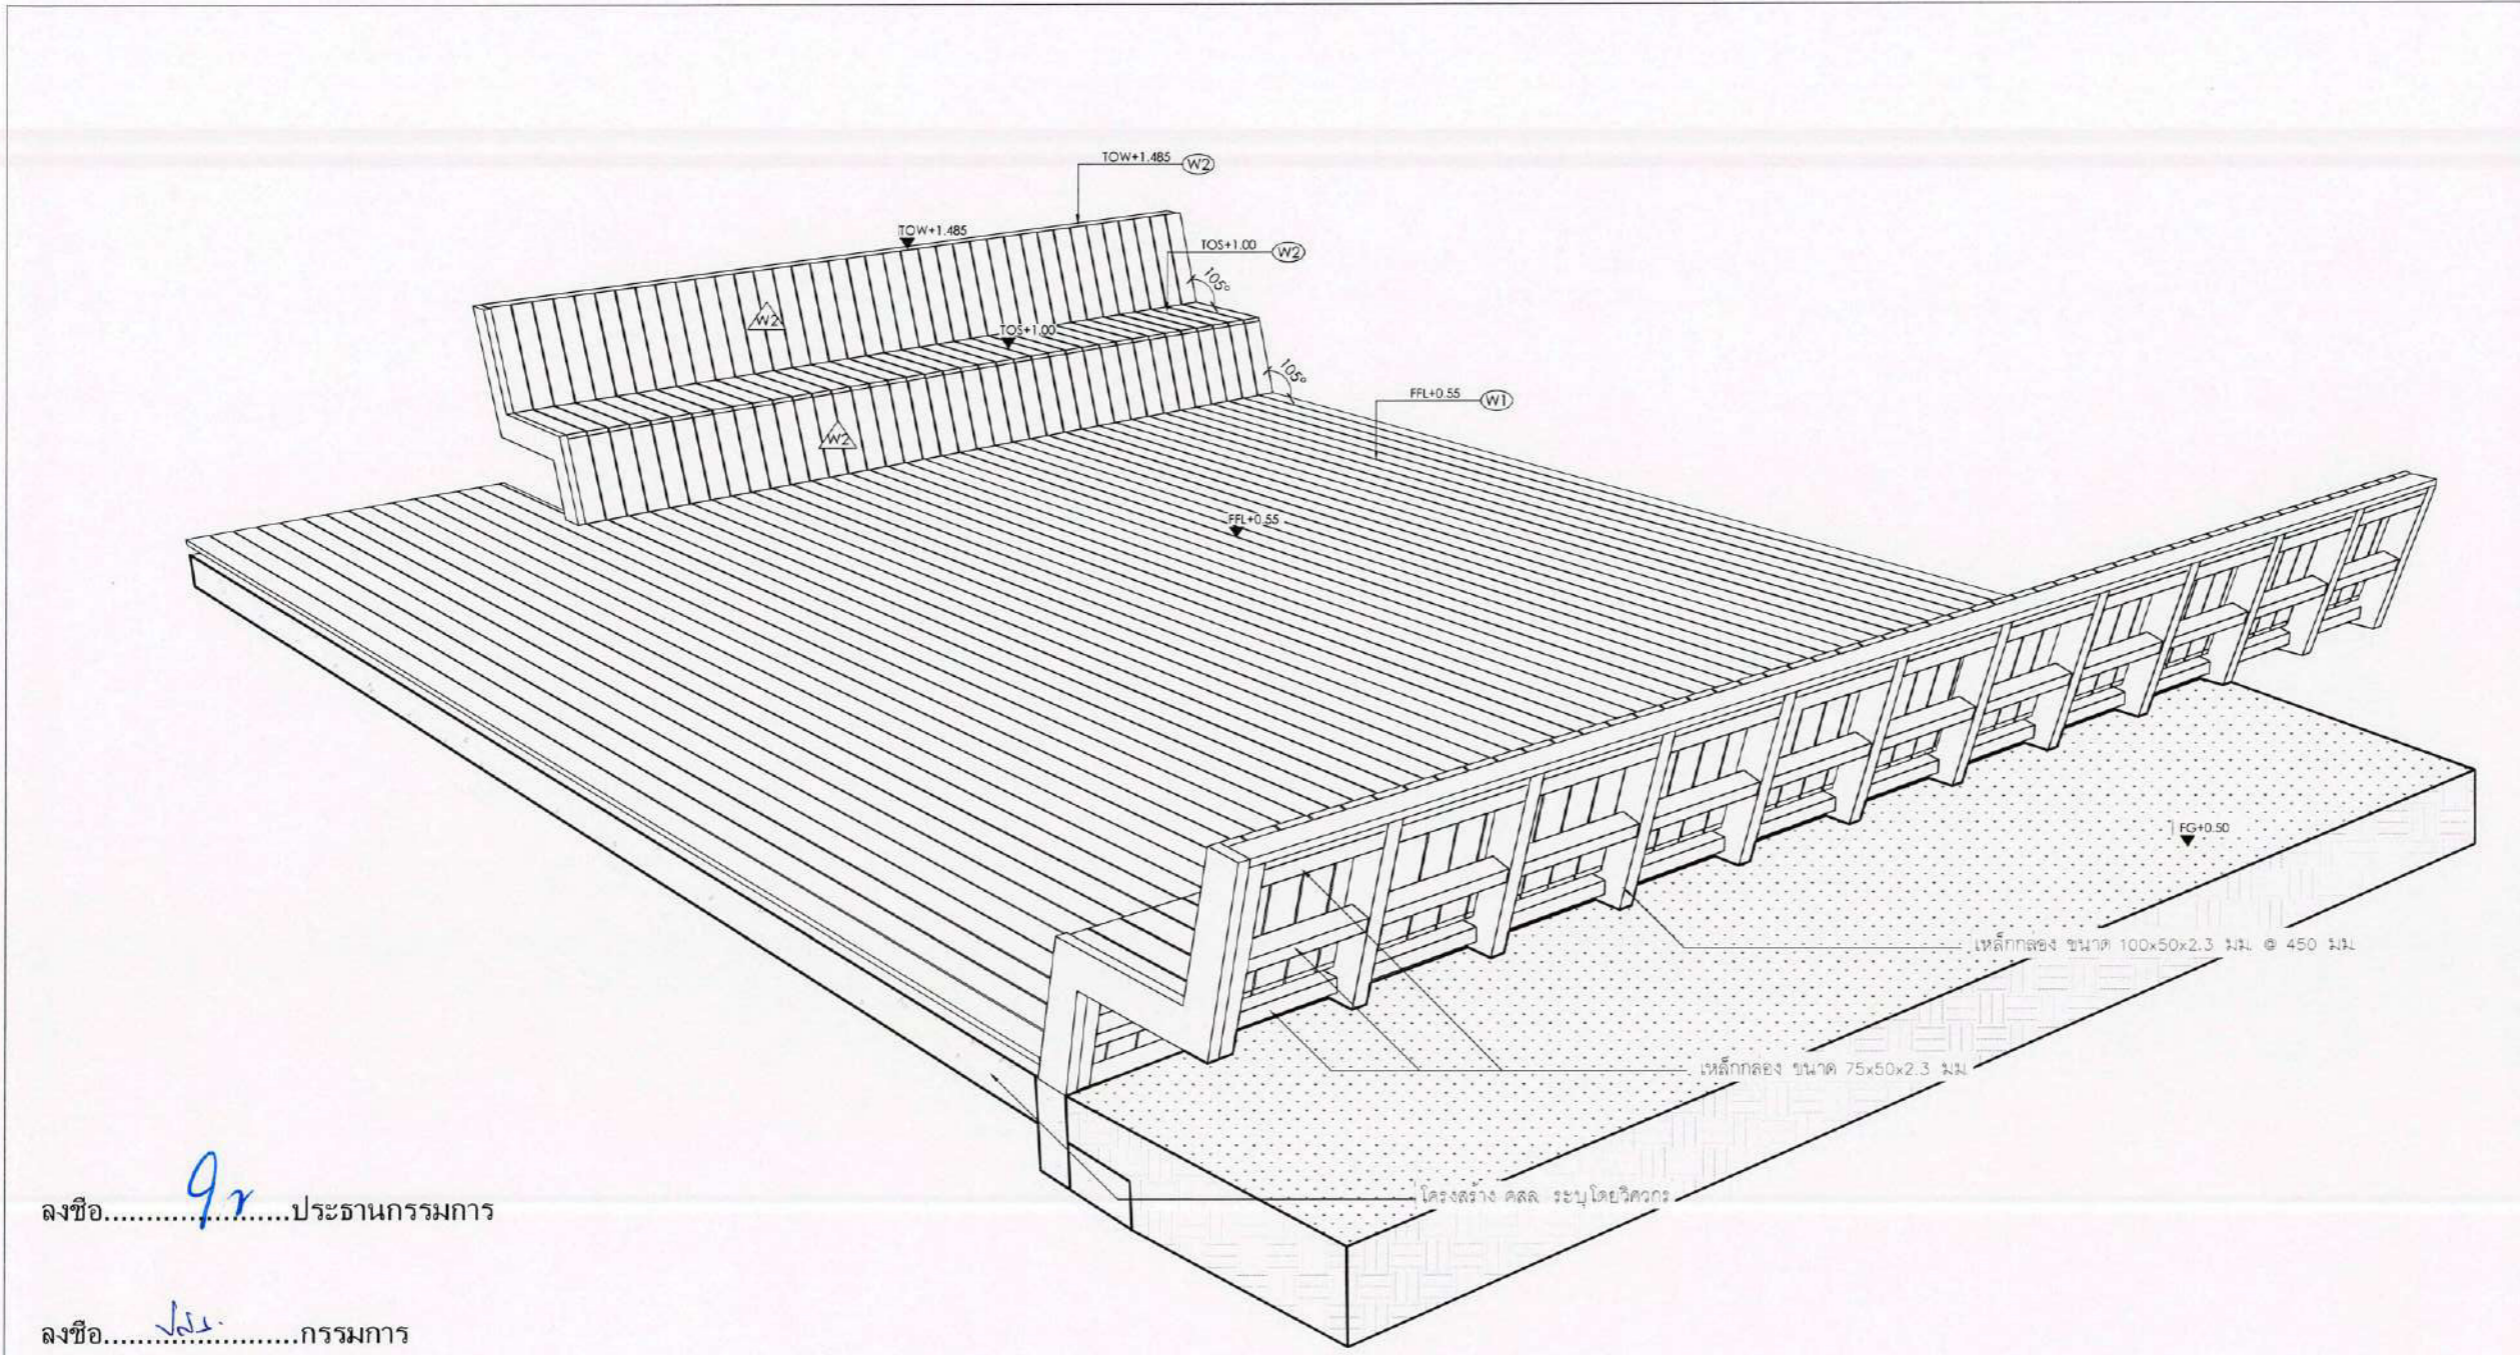 TOW+1.485 W2
TOW+1.485
TOS+1.00 W2
105°
W2
TOS+1.00
105°
FFL+0.55 W1
W2
FFL+0.55
FG+0.50
เหล็กกล่อง ขนาด 100x50x2.3 มม. @ 450 มม.
เหล็กกล่อง ขนาด 75x50x2.3 มม.
โครงสร้าง คสล. ระบุโดยวิศวกร
ลงชื่อ......................ประธานกรรมการ
ลงชื่อ.......................กรรมการ